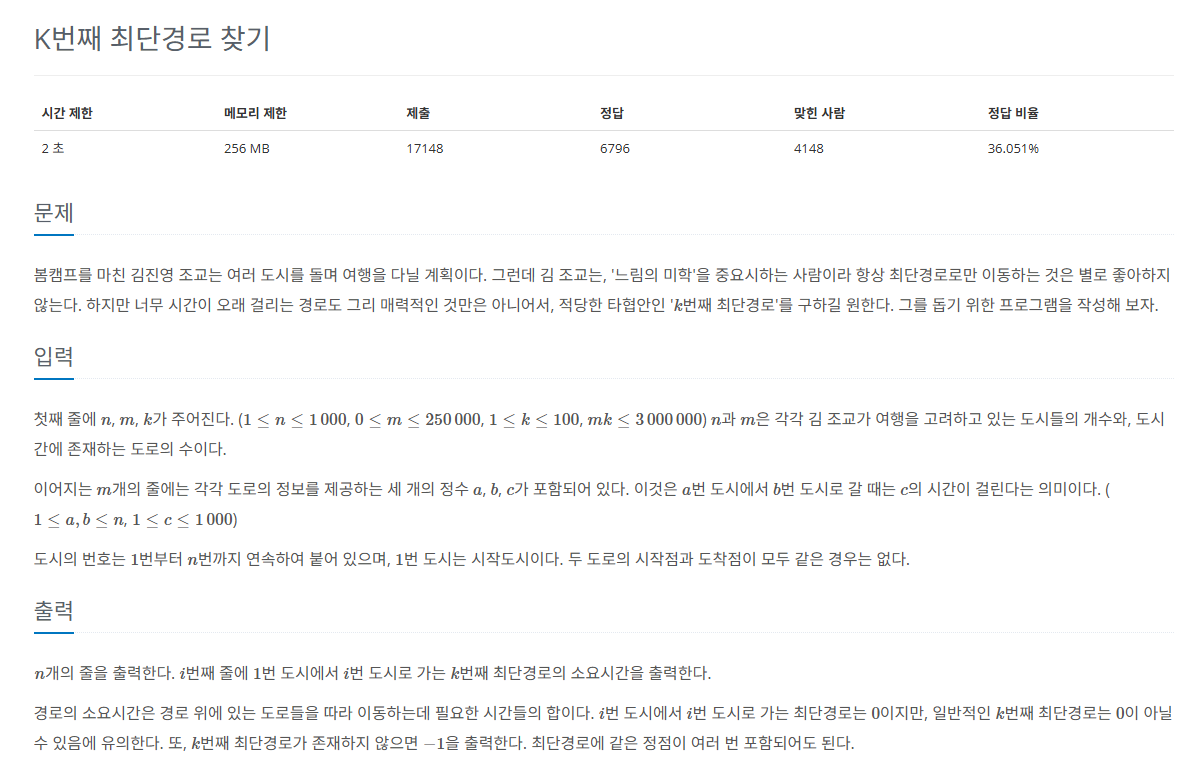 K번째 최단경로 찾기
시간 제한 메모리 제한 제출 정답 맞힌 사람 정답 비율
2 초 256 MB 17148 6796 4148 36.051%
문제
봄캠프를 마친 김진영 조교는 여러 도시를 돌며 여행을 다닐 계획이다. 그런데 김 조교는, '느림의 미학'을 중요시하는 사람이라 항상 최단경로로만 이동하는 것은 별로 좋아하지
않는다. 하지만 너무 시간이 오래 걸리는 경로도 그리 매력적인 것만은 아니어서, 적당한 타협안인 'k번째 최단경로'를 구하길 원한다. 그를 돕기 위한 프로그램을 작성해 보자.
입력
첫째 줄에 n, m, k가 주어진다. (1 ≤ n ≤ 1 000, 0 ≤ m ≤ 250 000, 1 ≤ k ≤ 100, mk ≤ 3 000 000) n과 m은 각각 김 조교가 여행을 고려하고 있는 도시들의 개수와, 도시
간에 존재하는 도로의 수이다.
이어지는 m개의 줄에는 각각 도로의 정보를 제공하는 세 개의 정수 a, b, c가 포함되어 있다. 이것은 a번 도시에서 b번 도시로 갈 때는 c의 시간이 걸린다는 의미이다. (
1 ≤ a, b ≤ n, 1 ≤ c ≤ 1 000)
도시의 번호는 1번부터 n번까지 연속하여 붙어 있으며, 1번 도시는 시작도시이다. 두 도로의 시작점과 도착점이 모두 같은 경우는 없다.
출력
n개의 줄을 출력한다. i번째 줄에 1번 도시에서 i번 도시로 가는 k번째 최단경로의 소요시간을 출력한다.
경로의 소요시간은 경로 위에 있는 도로들을 따라 이동하는데 필요한 시간들의 합이다. i번 도시에서 i번 도시로 가는 최단경로는 0이지만, 일반적인 k번째 최단경로는 0이 아닐
수 있음에 유의한다. 또, k번째 최단경로가 존재하지 않으면 −1을 출력한다. 최단경로에 같은 정점이 여러 번 포함되어도 된다.